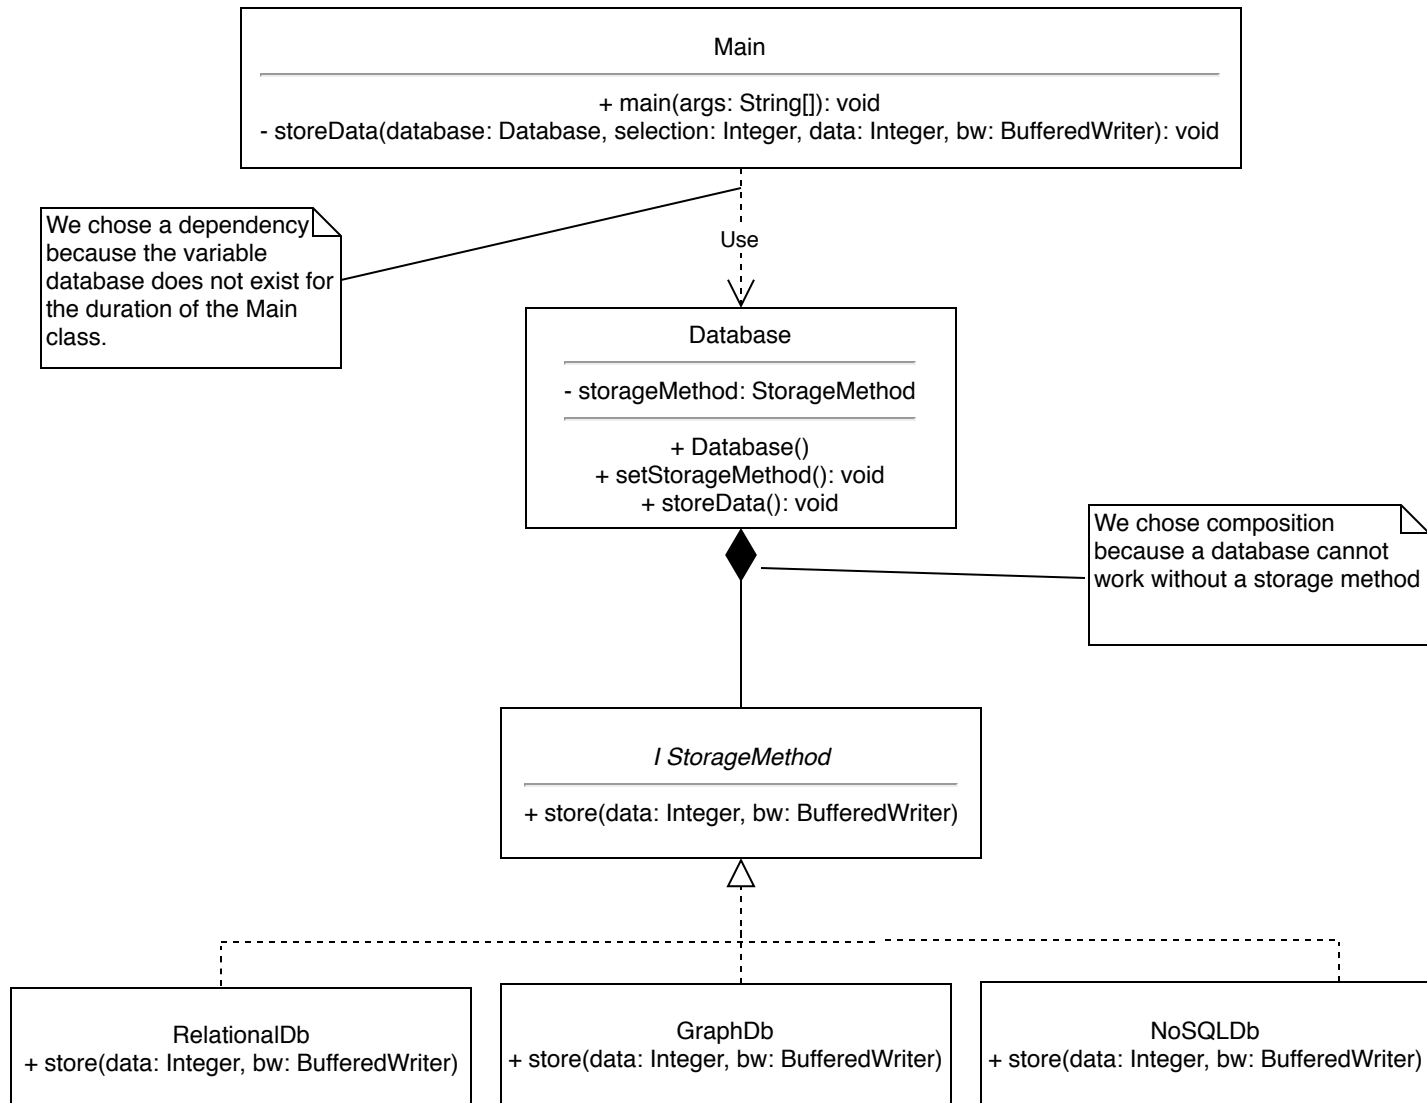 Main
+ main(args: String[]): void
- storeData(database: Database, selection: Integer, data: Integer, bw: BufferedWriter): void
We chose a dependency
because the variable
database does not exist for
the duration of the Main
class.
Use
Database
- storageMethod: StorageMethod
+ Database()
+ setStorageMethod(): void
+ storeData(): void
We chose composition
because a database cannot
work without a storage method
I StorageMethod
+ store(data: Integer, bw: BufferedWriter)
RelationalDb
+ store(data: Integer, bw: BufferedWriter)
GraphDb
+ store(data: Integer, bw: BufferedWriter)
NoSQLDb
+ store(data: Integer, bw: BufferedWriter)